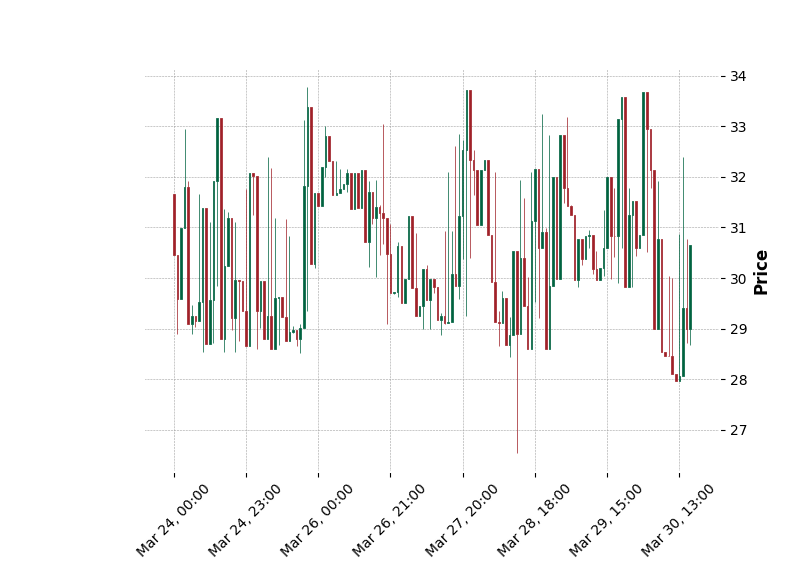 34
33
32
31
30
29
28
27
Price
Mar 24, 00:00
Mar 24, 23:00
Mar 26, 00:00
Mar 26, 21:00
Mar 27, 20:00
Mar 28, 18:00
Mar 29, 15:00
Mar 30, 13:00